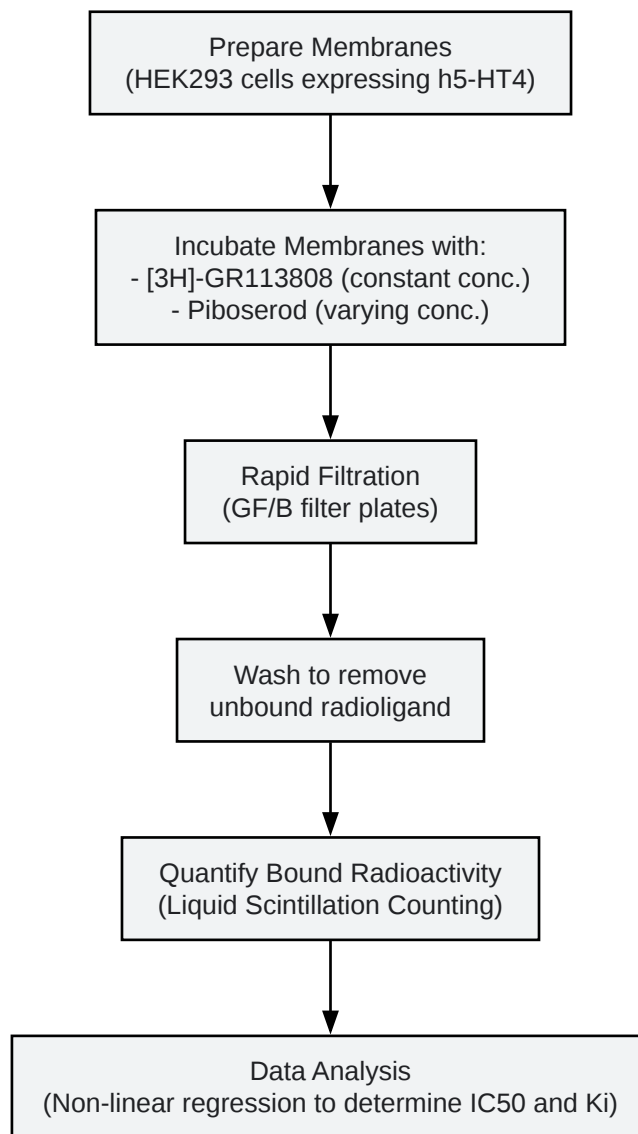 Prepare Membranes
(HEK293 cells expressing h5-HT4)
Incubate Membranes with:
- [3H]-GR113808 (constant conc.)
- Piboserod (varying conc.)
Rapid Filtration
(GF/B filter plates)
Wash to remove
unbound radioligand
Quantify Bound Radioactivity
(Liquid Scintillation Counting)
Data Analysis
(Non-linear regression to determine IC50 and Ki)